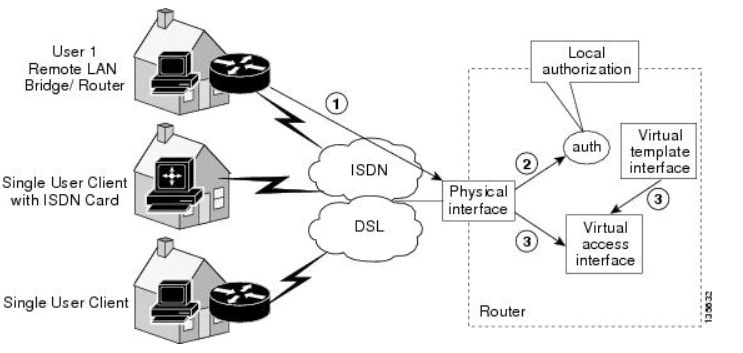 User 1
Remote LAN
Bridge/ Router
Single User Client
with ISDN Card
Single User Client
1
ISDN
DSL
Physical
interface
2
3
Local
authorization
auth
Virtual
template
interface
3
Virtual
access
interface
Router
135632